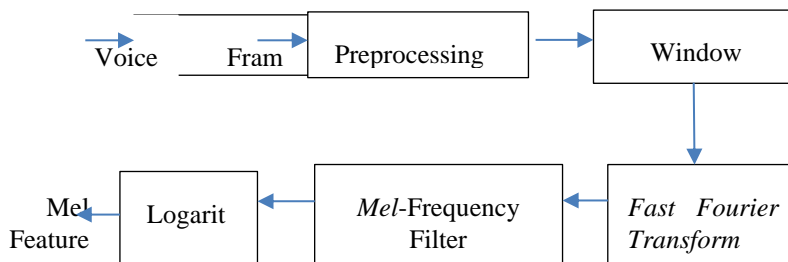 Voice
Fram
Preprocessing
Window
Fast Fourier
Transform
Mel-Frequency
Filter
Logarit
Mel
Feature